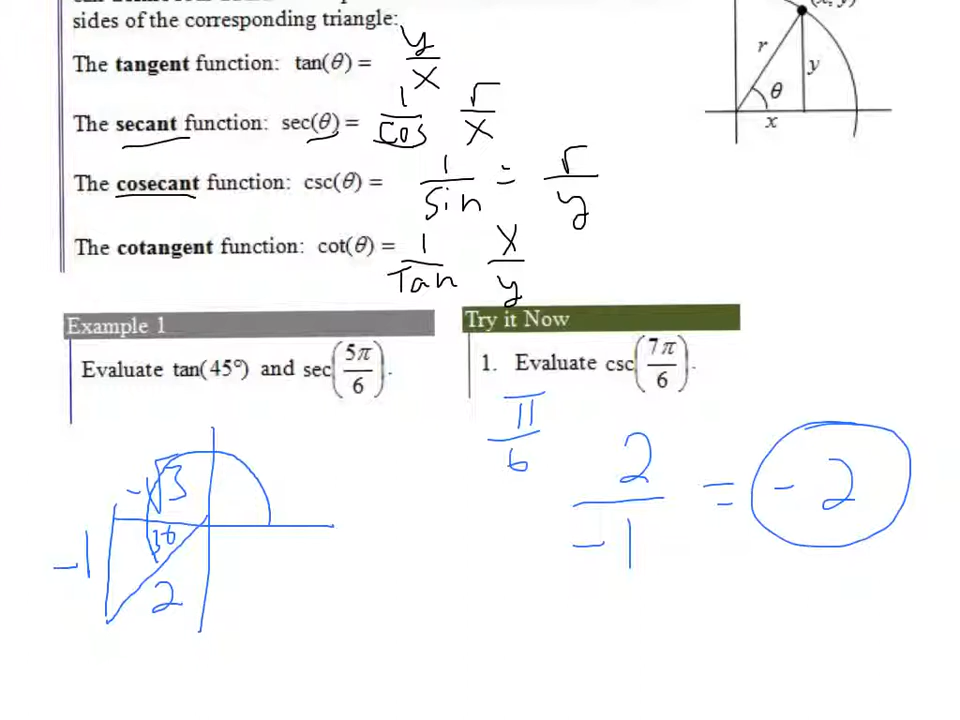 sides of the corresponding triangle:
The tangent function: tan(θ) = y/x
The secant function: sec(θ) = 1/cos r/x
The cosecant function: csc(θ) = 1/sin = r/y
The cotangent function: cot(θ) = 1/Tan x/y
r
y
θ
x
Example 1
Evaluate tan(45°) and sec(5π/6).
Try it Now
1. Evaluate csc(7π/6).
π/6
2/-1 = -2
-√3
30
-1
2